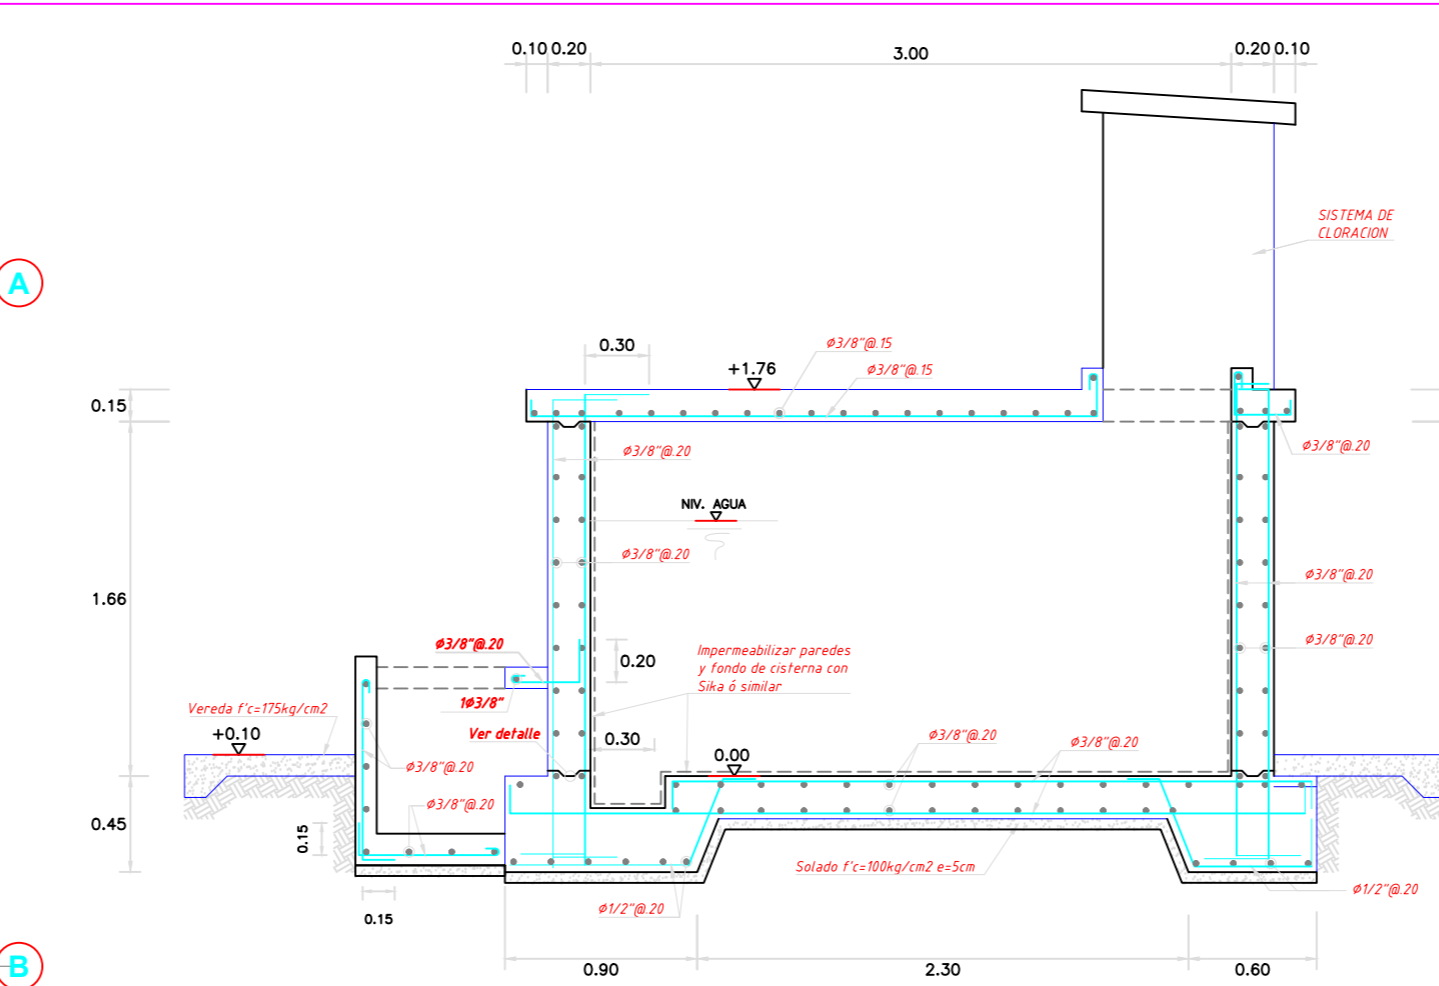 0.10 0.20 3.00 0.20 0.10
SISTEMA DE
CLORACION
A
0.30
Ø3/8"@.15
+1.76
Ø3/8"@.15
0.15
Ø3/8"@.20
Ø3/8"@.20
NIV. AGUA
Ø3/8"@.20
Ø3/8"@.20
1.66
Ø3/8"@.20
Ø3/8"@.20
0.20
Impermeabilizar paredes
y fondo de cisterna con
Sika ó similar
1Ø3/8"
Vereda f'c=175kg/cm2
+0.10
Ver detalle
0.30
0.00
Ø3/8"@.20
Ø3/8"@.20
Ø3/8"@.20
Ø3/8"@.20
0.45
0.15
Solado f'c=100kg/cm2 e=5cm
Ø1/2"@.20
Ø1/2"@.20
0.15
B
0.90 2.30 0.60